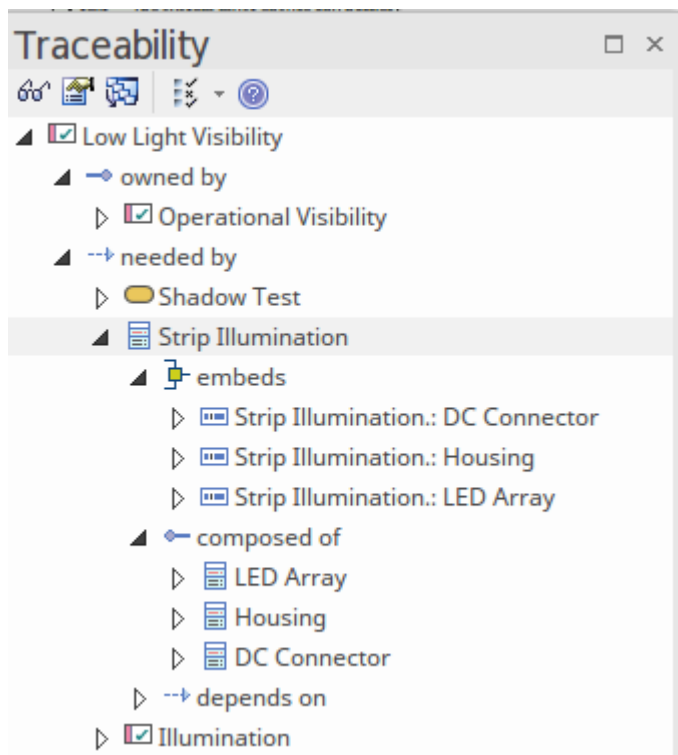 Traceability
Low Light Visibility
owned by
Operational Visibility
needed by
Shadow Test
Strip Illumination
embeds
Strip Illumination.: DC Connector
Strip Illumination.: Housing
Strip Illumination.: LED Array
composed of
LED Array
Housing
DC Connector
depends on
Illumination